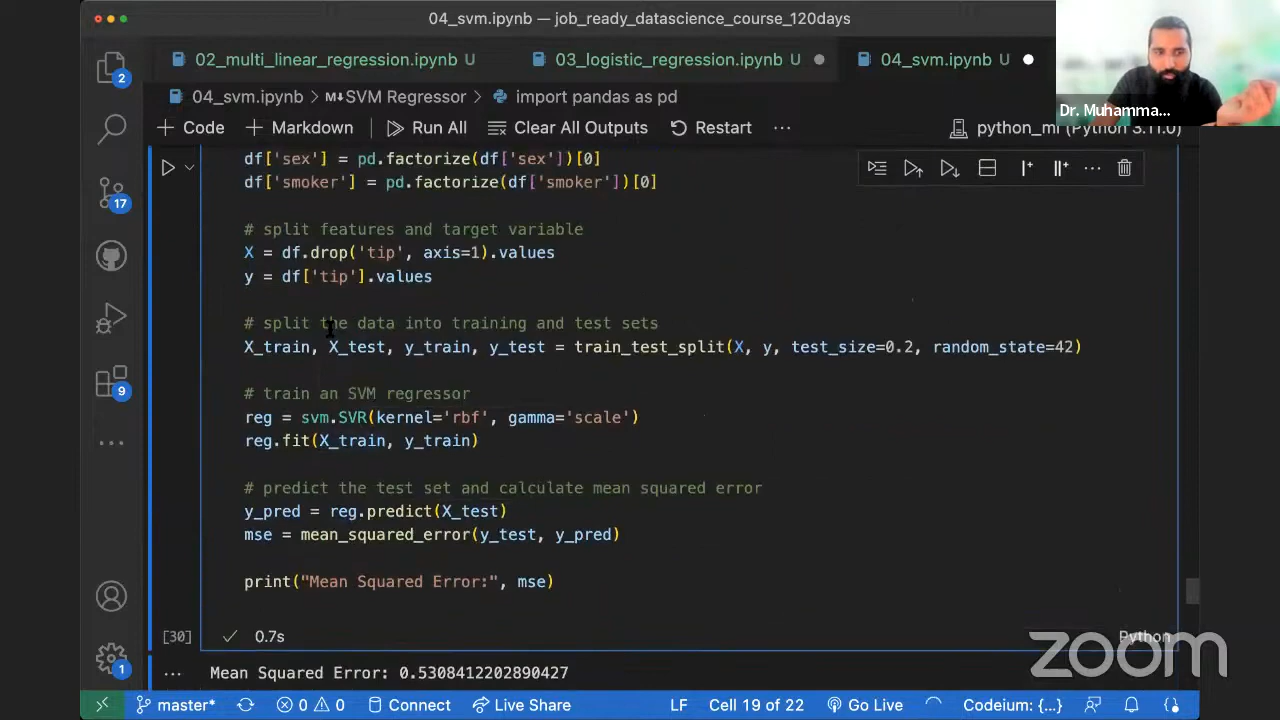 04_svm.ipynb — job_ready_datascience_course_120days
02_multi_linear_regression.ipynb U
03_logistic_regression.ipynb U
04_svm.ipynb U
04_svm.ipynb > M↓SVM Regressor > import pandas as pd
+ Code + Markdown Run All Clear All Outputs Restart ... python_ml (Python 3.11.0)
Dr. Muhamma...
df['sex'] = pd.factorize(df['sex'])[0]
df['smoker'] = pd.factorize(df['smoker'])[0]
# split features and target variable
X = df.drop('tip', axis=1).values
y = df['tip'].values
# split the data into training and test sets
X_train, X_test, y_train, y_test = train_test_split(X, y, test_size=0.2, random_state=42)
# train an SVM regressor
reg = svm.SVR(kernel='rbf', gamma='scale')
reg.fit(X_train, y_train)
# predict the test set and calculate mean squared error
y_pred = reg.predict(X_test)
mse = mean_squared_error(y_test, y_pred)
print("Mean Squared Error:", mse)
[30] 0.7s Python
... Mean Squared Error: 0.5308412202890427
2
17
9
1
zoom
master* 0 0 Connect Live Share LF Cell 19 of 22 Go Live Codeium: {...}